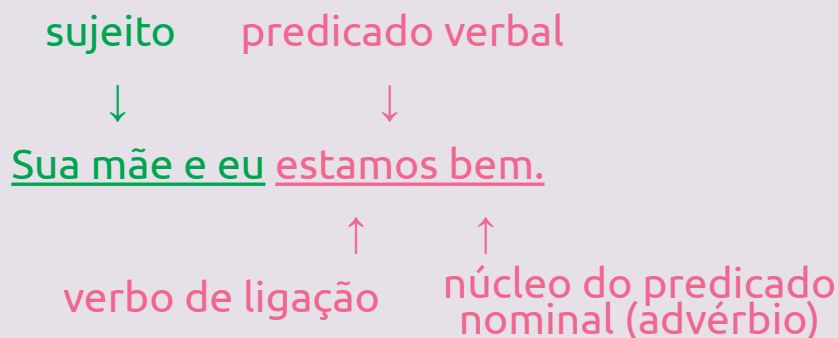 sujeito predicado verbal
↓ ↓
Sua mãe e eu estamos bem.
↑ ↑
verbo de ligação núcleo do predicado
nominal (advérbio)